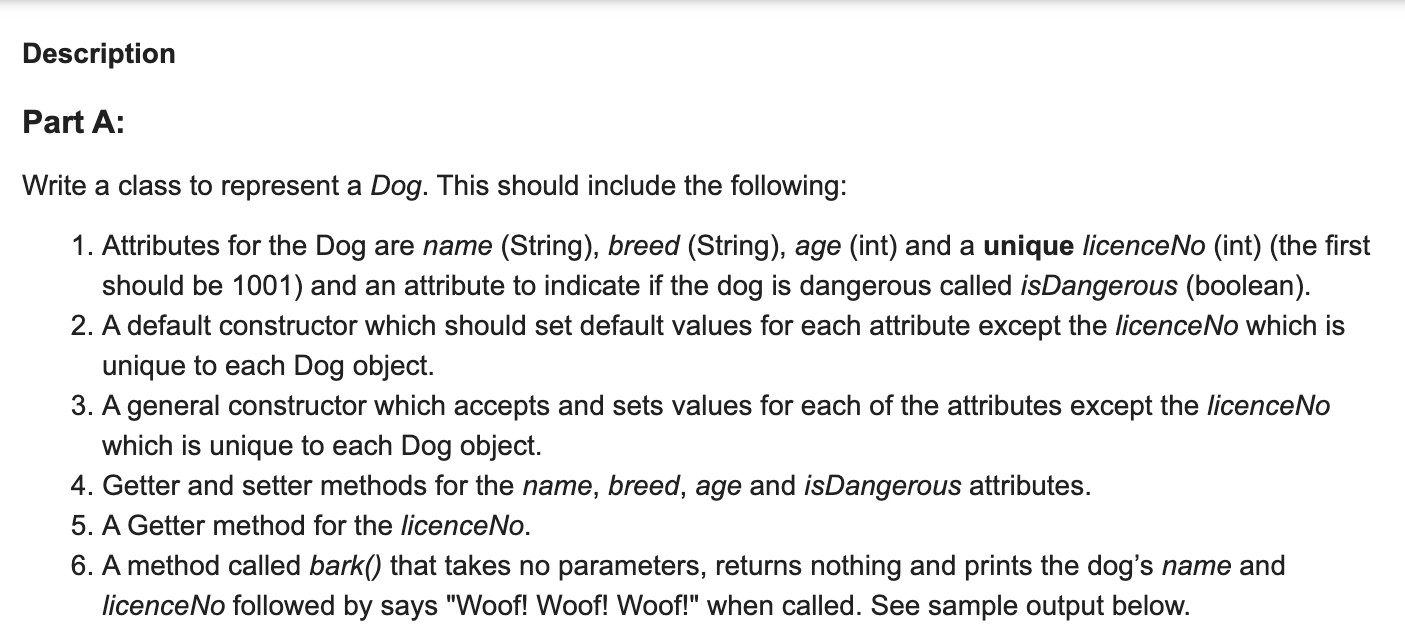 Description
Part A:
Write a class to represent a Dog. This should include the following:
1. Attributes for the Dog are name (String), breed (String), age (int) and a unique licenceNo (int) (the first
should be 1001) and an attribute to indicate if the dog is dangerous called isDangerous (boolean).
2. A default constructor which should set default values for each attribute except the licenceNo which is
unique to each Dog object.
3. A general constructor which accepts and sets values for each of the attributes except the licenceNo
which is unique to each Dog object.
4. Getter and setter methods for the name, breed, age and isDangerous attributes.
5. A Getter method for the licenceNo.
6. A method called bark() that takes no parameters, returns nothing and prints the dog’s name and
licenceNo followed by says "Woof! Woof! Woof!" when called. See sample output below.